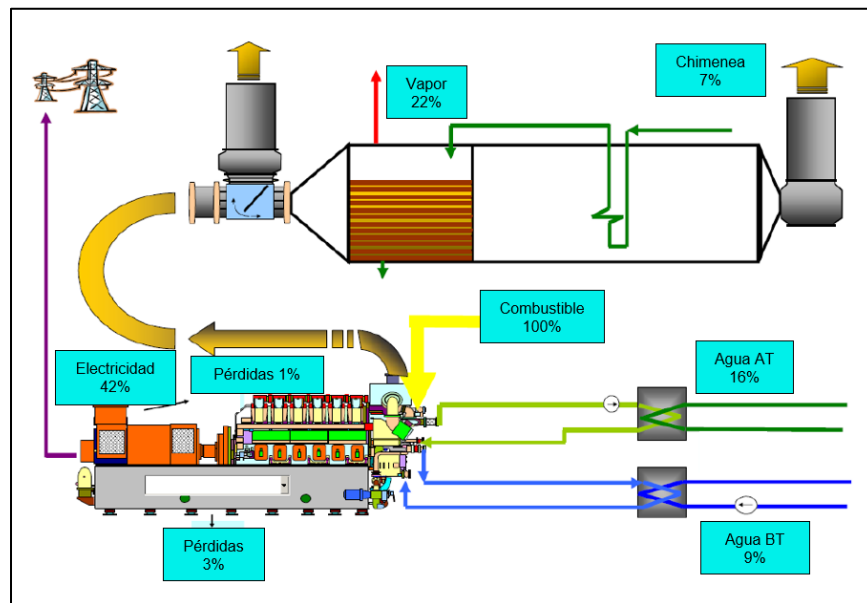 Vapor
22%
Chimenea
7%
Combustible
100%
Electricidad
42%
Pérdidas 1%
Agua AT
16%
Pérdidas
3%
Agua BT
9%